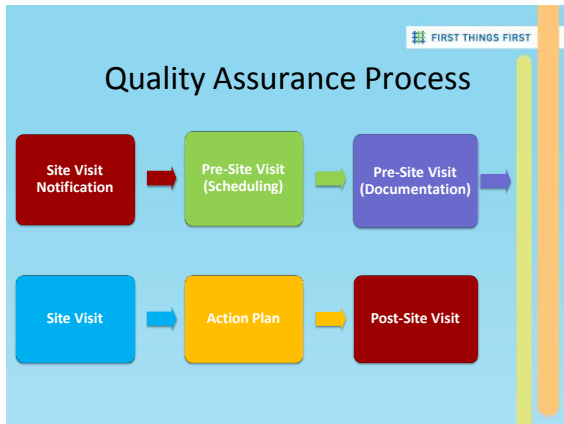 FIRST THINGS FIRST
Quality Assurance Process
Site Visit
Notification
Pre-Site Visit
(Scheduling)
Pre-Site Visit
(Documentation)
Site Visit
Action Plan
Post-Site Visit